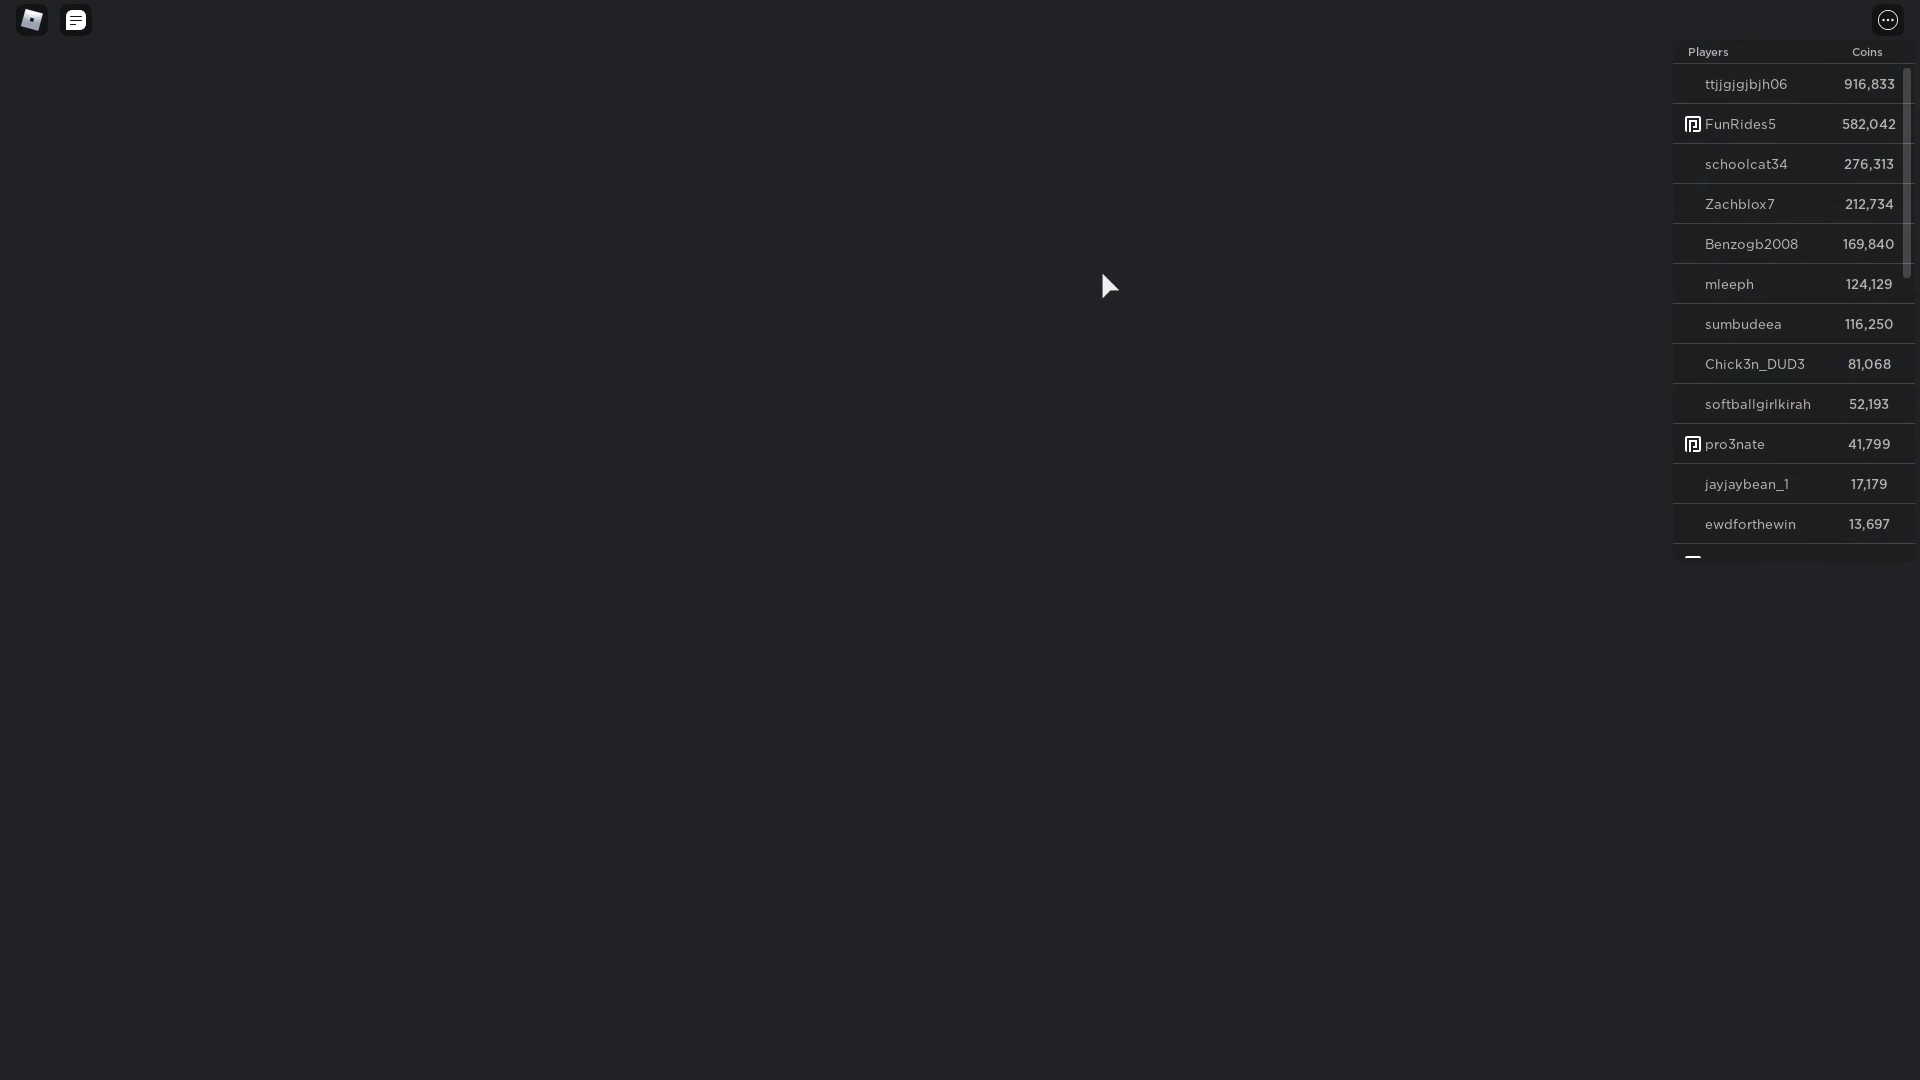 Players Coins
ttjjgjgjbjh06 916,833
FunRides5 582,042
schoolcat34 276,313
Zachblox7 212,734
Benzogb2008 169,840
mleeph 124,129
sumbudeea 116,250
Chick3n_DUD3 81,068
softballgirlkirah 52,193
pro3nate 41,799
jayjaybean_1 17,179
ewdforthewin 13,697